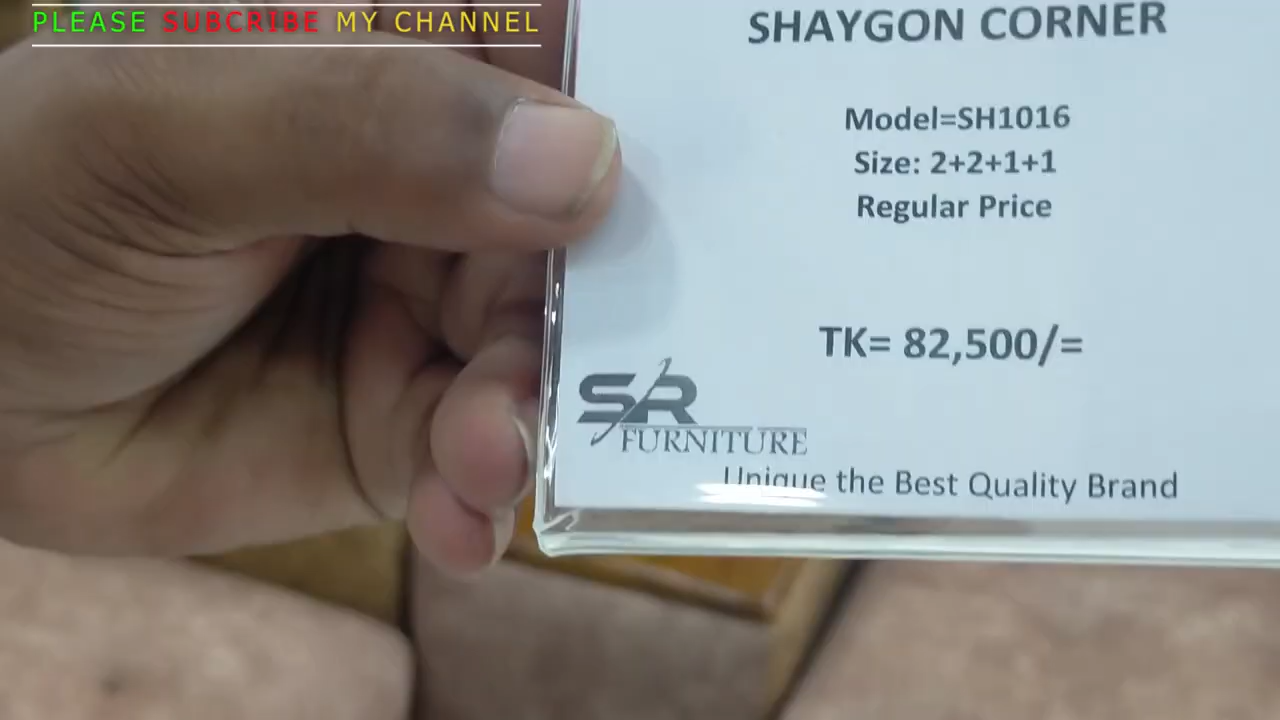 PLEASE SUBCRIBE MY CHANNEL
SHAYGON CORNER
Model=SH1016
Size: 2+2+1+1
Regular Price
TK= 82,500/=
SR
FURNITURE
Unique the Best Quality Brand